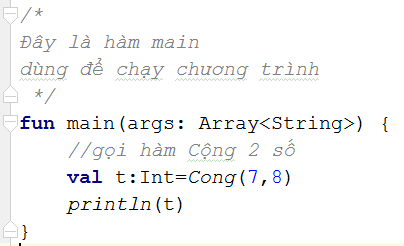 /*
Đây là hàm main
dùng để chạy chương trình
*/
fun main(args: Array<String>) {
//gọi hàm Cộng 2 số
val t:Int=Cong(7,8)
println(t)
}